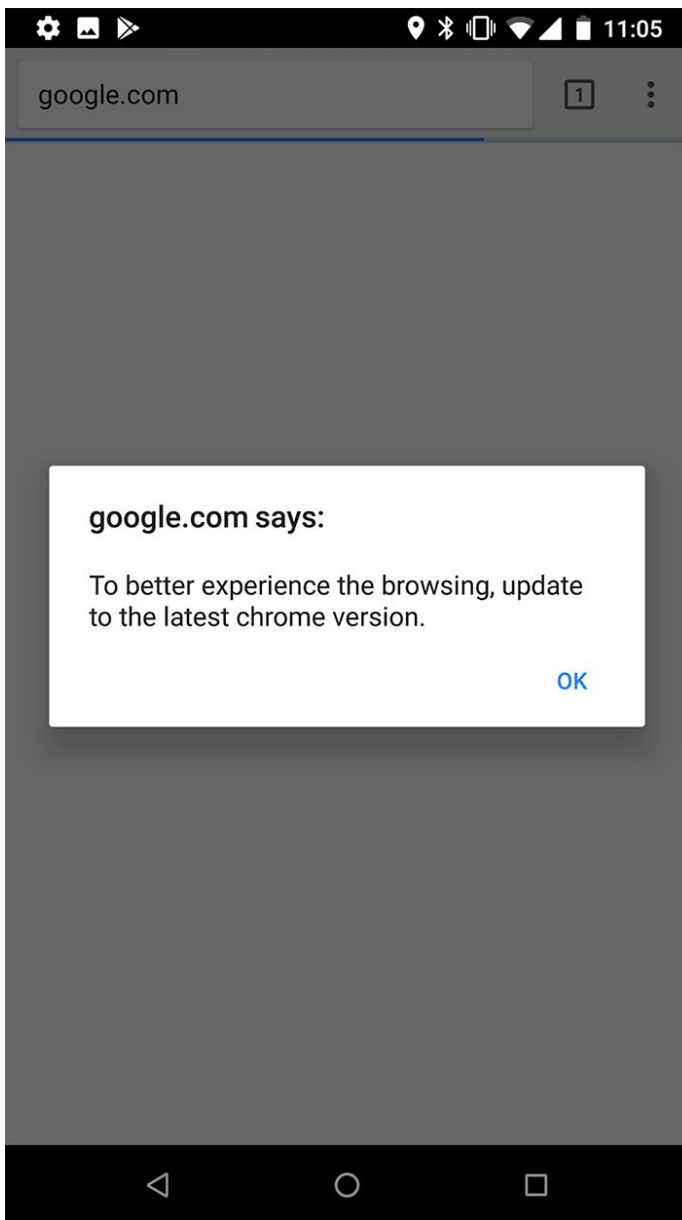 11:05
google.com
1
google.com says:
To better experience the browsing, update
to the latest chrome version.
OK